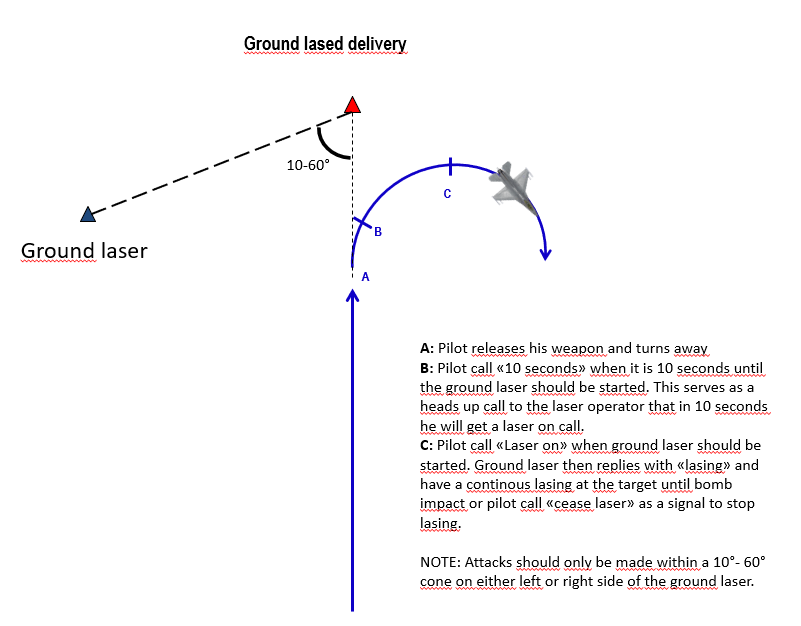 Ground lased delivery
10-60°
C
B
Ground laser
A
A: Pilot releases his weapon and turns away
B: Pilot call «10 seconds» when it is 10 seconds until
the ground laser should be started. This serves as a
heads up call to the laser operator that in 10 seconds
he will get a laser on call.
C: Pilot call «Laser on» when ground laser should be
started. Ground laser then replies with «lasing» and
have a continous lasing at the target until bomb
impact or pilot call «cease laser» as a signal to stop
lasing.
NOTE: Attacks should only be made within a 10°- 60°
cone on either left or right side of the ground laser.